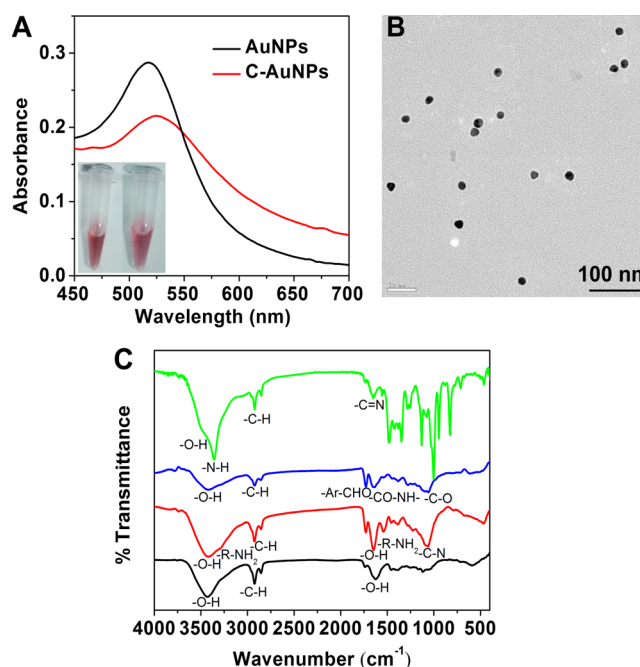 A
AuNPs
C-AuNPs
0.3
0.2
0.1
0.0
Absorbance
450 500 550 600 650 700
Wavelength (nm)
B
100 nm
C
% Transmittance
-O-H
-N-H
-C-H
-C=N
-O-H
-C-H
-Ar-CHO
-CO-NH-
-C-O
-O-H
-R-NH2
-C-H
-O-H
-R-NH2
-C-N
-O-H
-C-H
-O-H
4000 3500 3000 2500 2000 1500 1000 500
Wavenumber (cm-1)